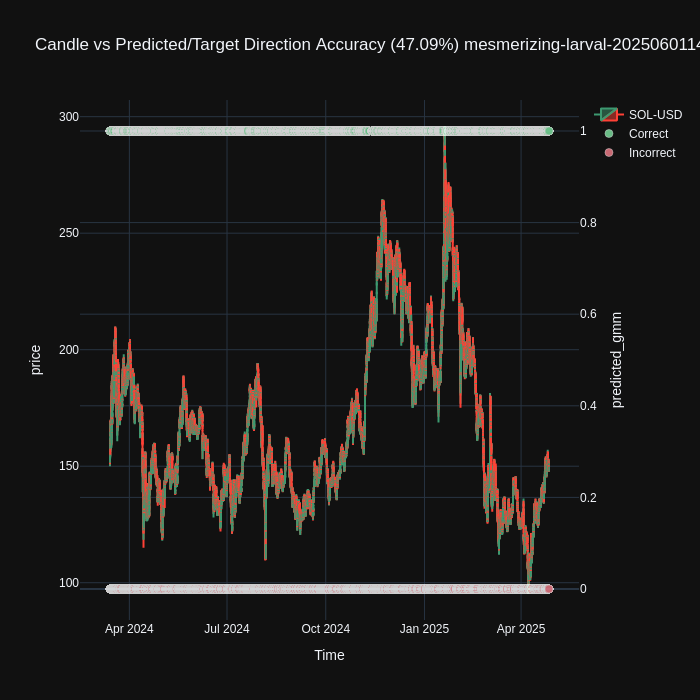 Candle vs Predicted/Target Direction Accuracy (47.09%) mesmerizing-larval-2025060114
SOL-USD
Correct
Incorrect
300
250
200
150
100
1
0.8
0.6
0.4
0.2
0
price
predicted_gmm
Apr 2024
Jul 2024
Oct 2024
Jan 2025
Apr 2025
Time